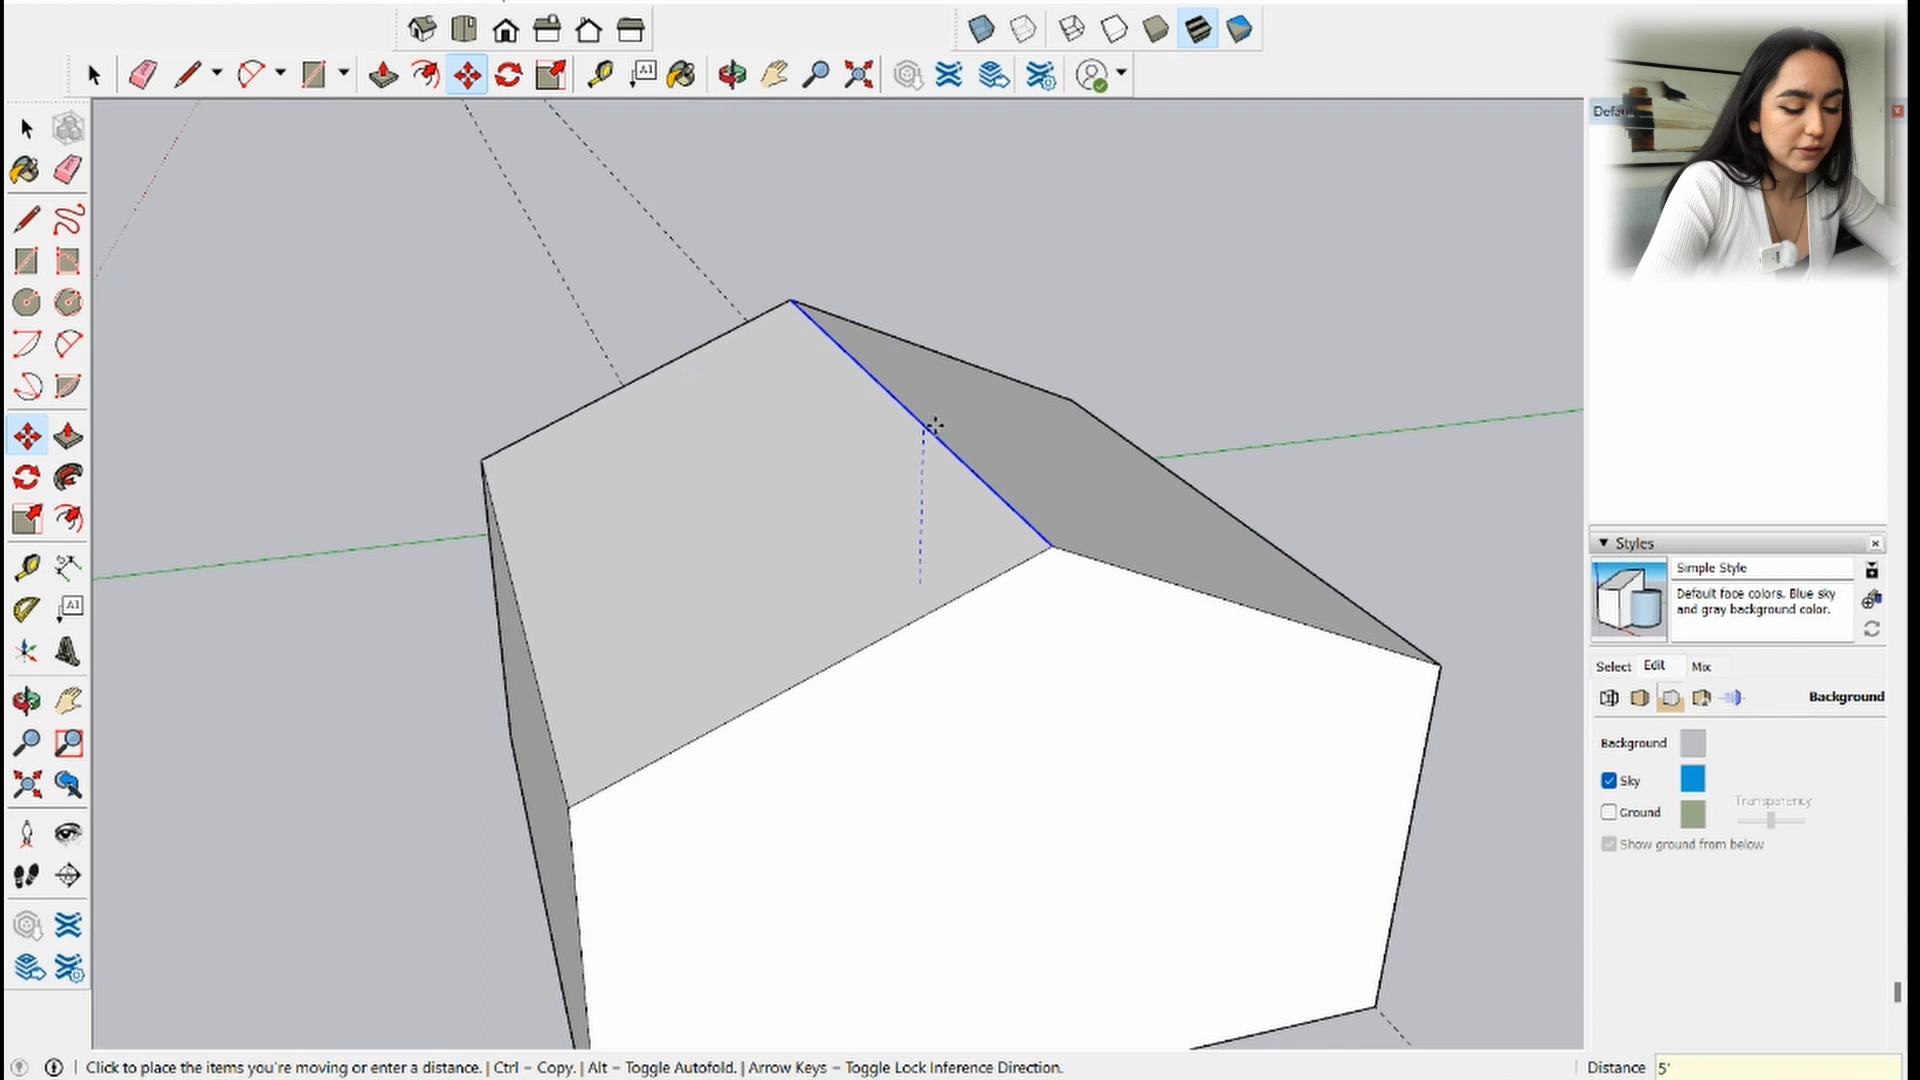 Defau
Styles
Simple Style
Default face colors. Blue sky
and gray background color.
Select Edit Mix
Background
Background
Sky
Transparency
Ground
Show ground from below
Click to place the items you're moving or enter a distance. | Ctrl – Copy. | Alt – Toggle Autofold. | Arrow Keys – Toggle Lock Inference Direction.
Distance 5'